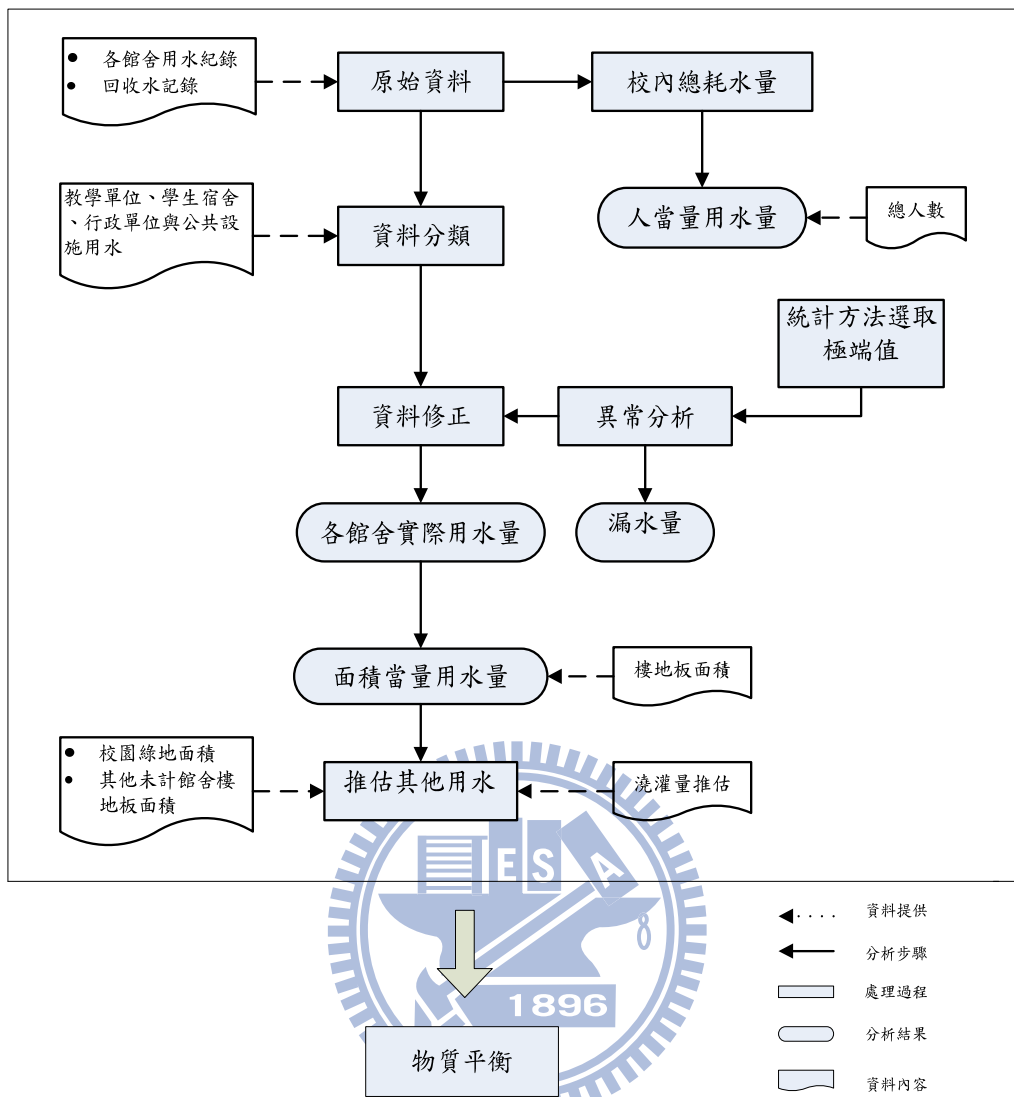 ● 各館舍用水紀錄
● 回收水記錄
原始資料
校內總耗水量
教學單位、學生宿舍
、行政單位與公共設
施用水
資料分類
人當量用水量
總人數
統計方法選取
極端值
資料修正
異常分析
各館舍實際用水量
漏水量
面積當量用水量
樓地板面積
● 校園綠地面積
● 其他未計館舍樓
地板面積
推估其他用水
澆灌量推估
E S A
8
1896
物質平衡
資料提供
分析步驟
處理過程
分析結果
資料內容